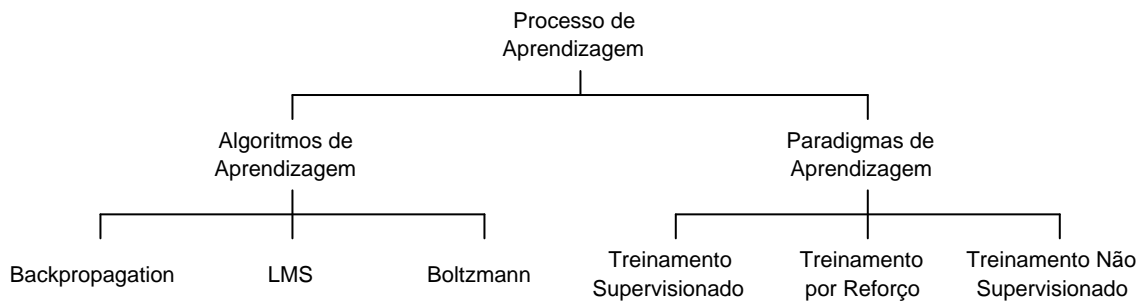 Processo de
Aprendizagem
Algoritmos de
Aprendizagem
Paradigmas de
Aprendizagem
Backpropagation
LMS
Boltzmann
Treinamento
Supervisionado
Treinamento
por Reforço
Treinamento Não
Supervisionado